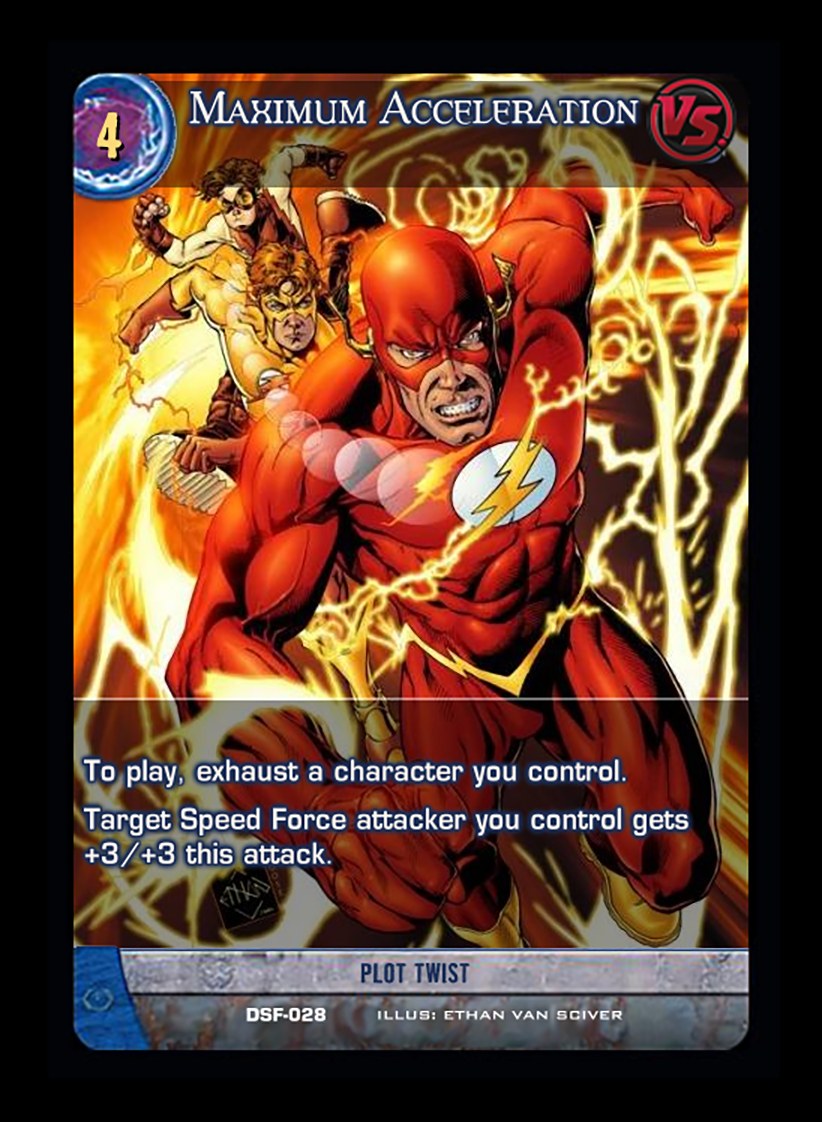 4
Maximum Acceleration
VS.
To play, exhaust a character you control.
Target Speed Force attacker you control gets
+3/+3 this attack.
ETHAN
V
PLOT TWIST
DSF-028
ILLUS: ETHAN VAN SCIVER